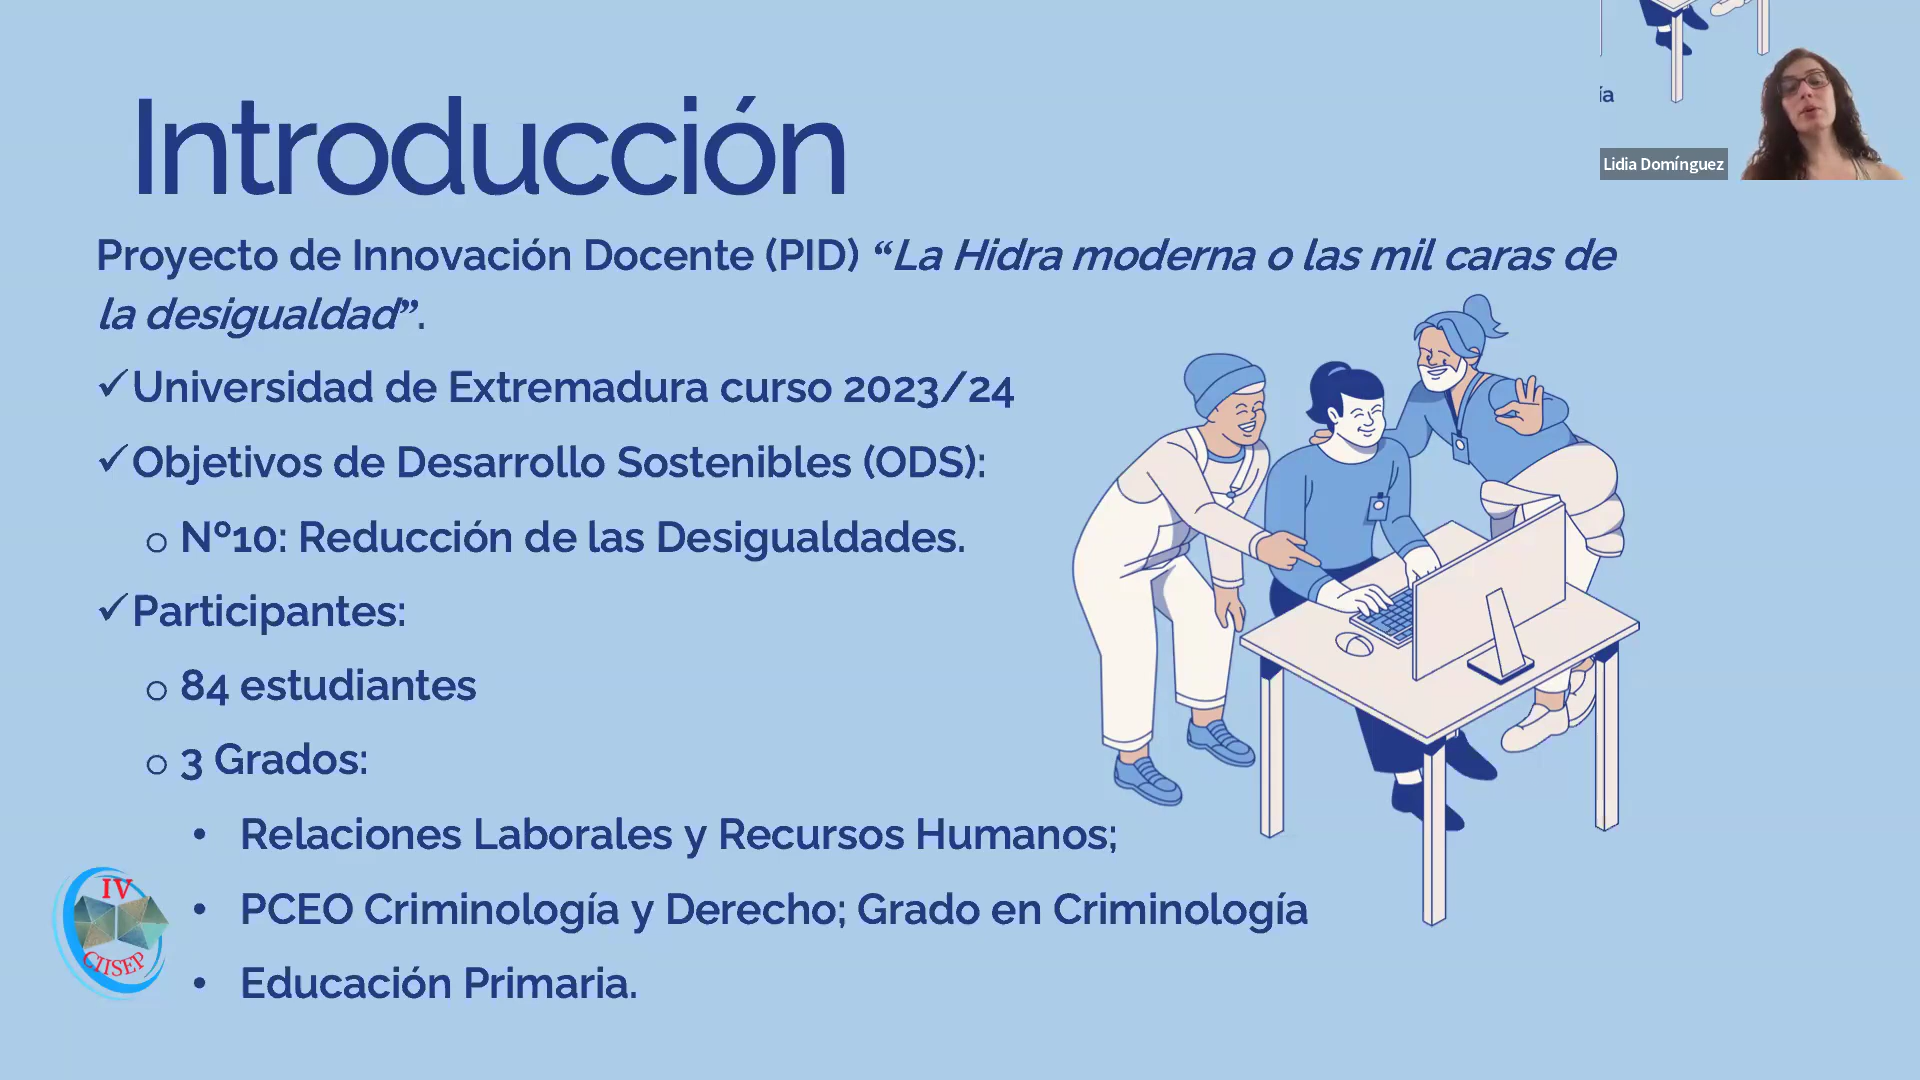 Introducción
ía
Lidia Domínguez
Proyecto de Innovación Docente (PID) “La Hidra moderna o las mil caras de
la desigualdad”.
✓Universidad de Extremadura curso 2023/24
✓Objetivos de Desarrollo Sostenibles (ODS):
o Nº10: Reducción de las Desigualdades.
✓Participantes:
o 84 estudiantes
o 3 Grados:
• Relaciones Laborales y Recursos Humanos;
• PCEO Criminología y Derecho; Grado en Criminología
• Educación Primaria.
IV
CIISEP